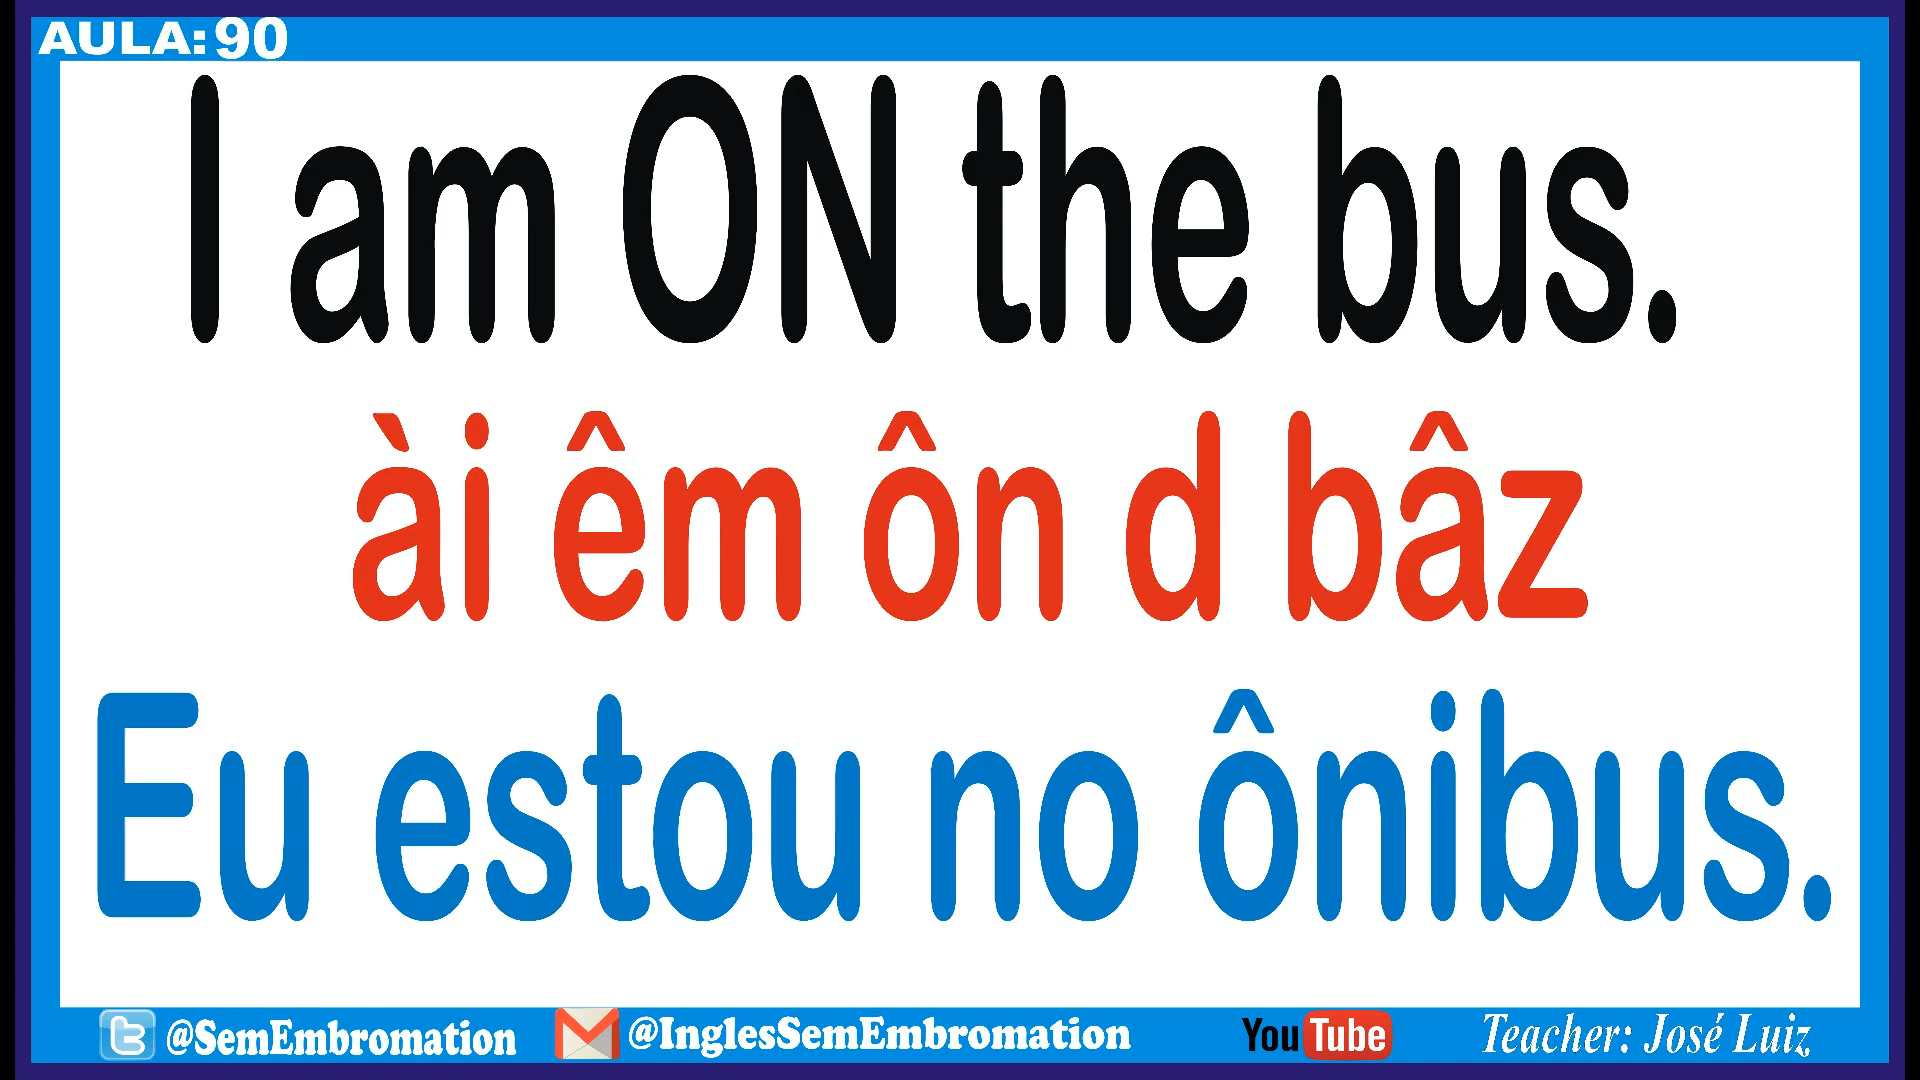 AULA: 90
I am ON the bus.
ài êm ôn d bâz
Eu estou no ônibus.
@SemEmbromation @InglesSemEmbromation YouTube Teacher: José Luiz